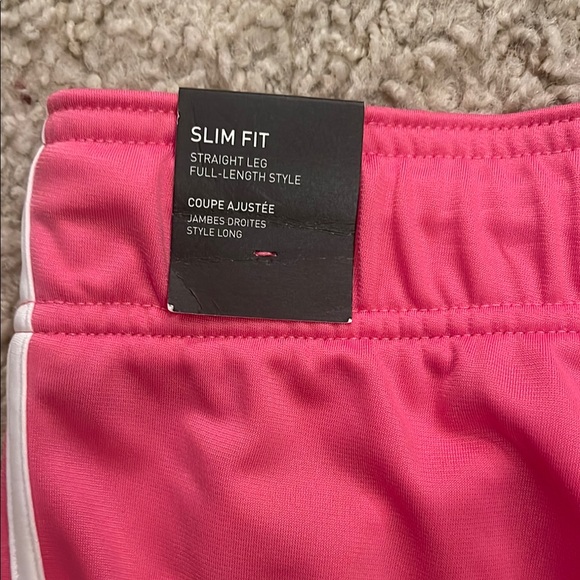 SLIM FIT
STRAIGHT LEG
FULL-LENGTH STYLE
COUPE AJUSTÉE
JAMBES DROITES
STYLE LONG